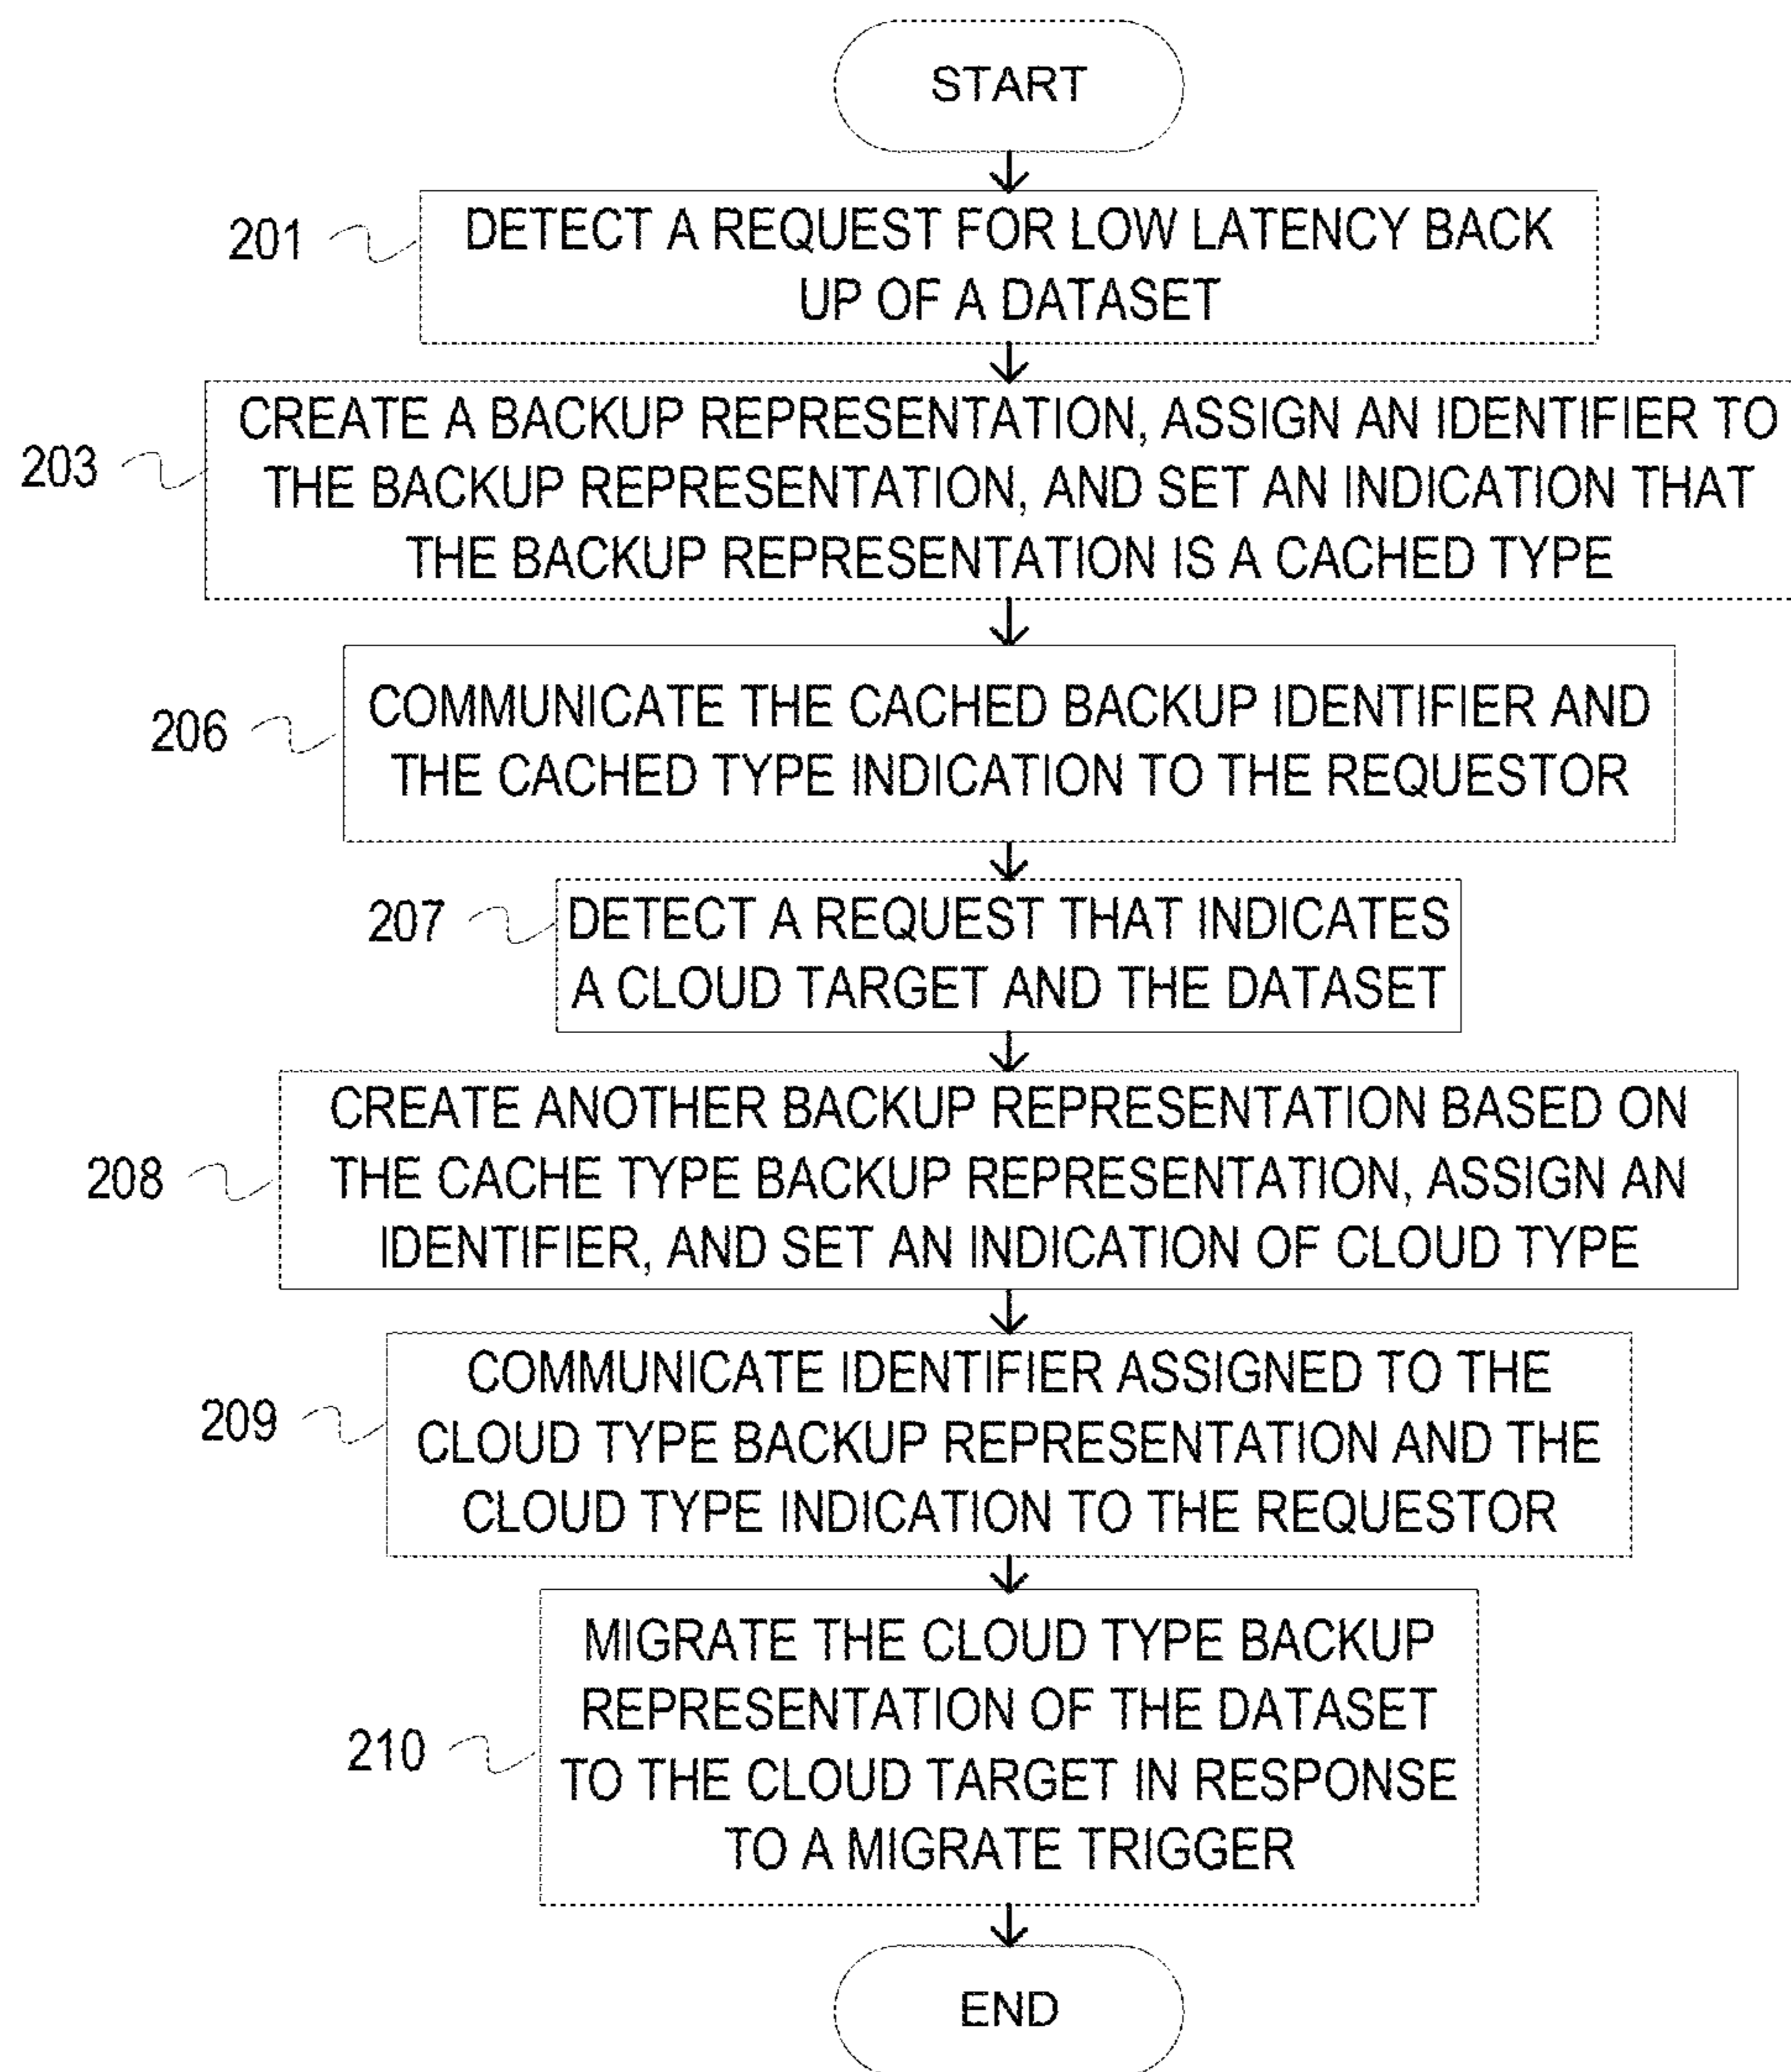 START
201
DETECT A REQUEST FOR LOW LATENCY BACK
UP OF A DATASET
203
CREATE A BACKUP REPRESENTATION, ASSIGN AN IDENTIFIER TO
THE BACKUP REPRESENTATION, AND SET AN INDICATION THAT
THE BACKUP REPRESENTATION IS A CACHED TYPE
206
COMMUNICATE THE CACHED BACKUP IDENTIFIER AND
THE CACHED TYPE INDICATION TO THE REQUESTOR
207
DETECT A REQUEST THAT INDICATES
A CLOUD TARGET AND THE DATASET
208
CREATE ANOTHER BACKUP REPRESENTATION BASED ON
THE CACHE TYPE BACKUP REPRESENTATION, ASSIGN AN
IDENTIFIER, AND SET AN INDICATION OF CLOUD TYPE
209
COMMUNICATE IDENTIFIER ASSIGNED TO THE
CLOUD TYPE BACKUP REPRESENTATION AND THE
CLOUD TYPE INDICATION TO THE REQUESTOR
210
MIGRATE THE CLOUD TYPE BACKUP
REPRESENTATION OF THE DATASET
TO THE CLOUD TARGET IN RESPONSE
TO A MIGRATE TRIGGER
END